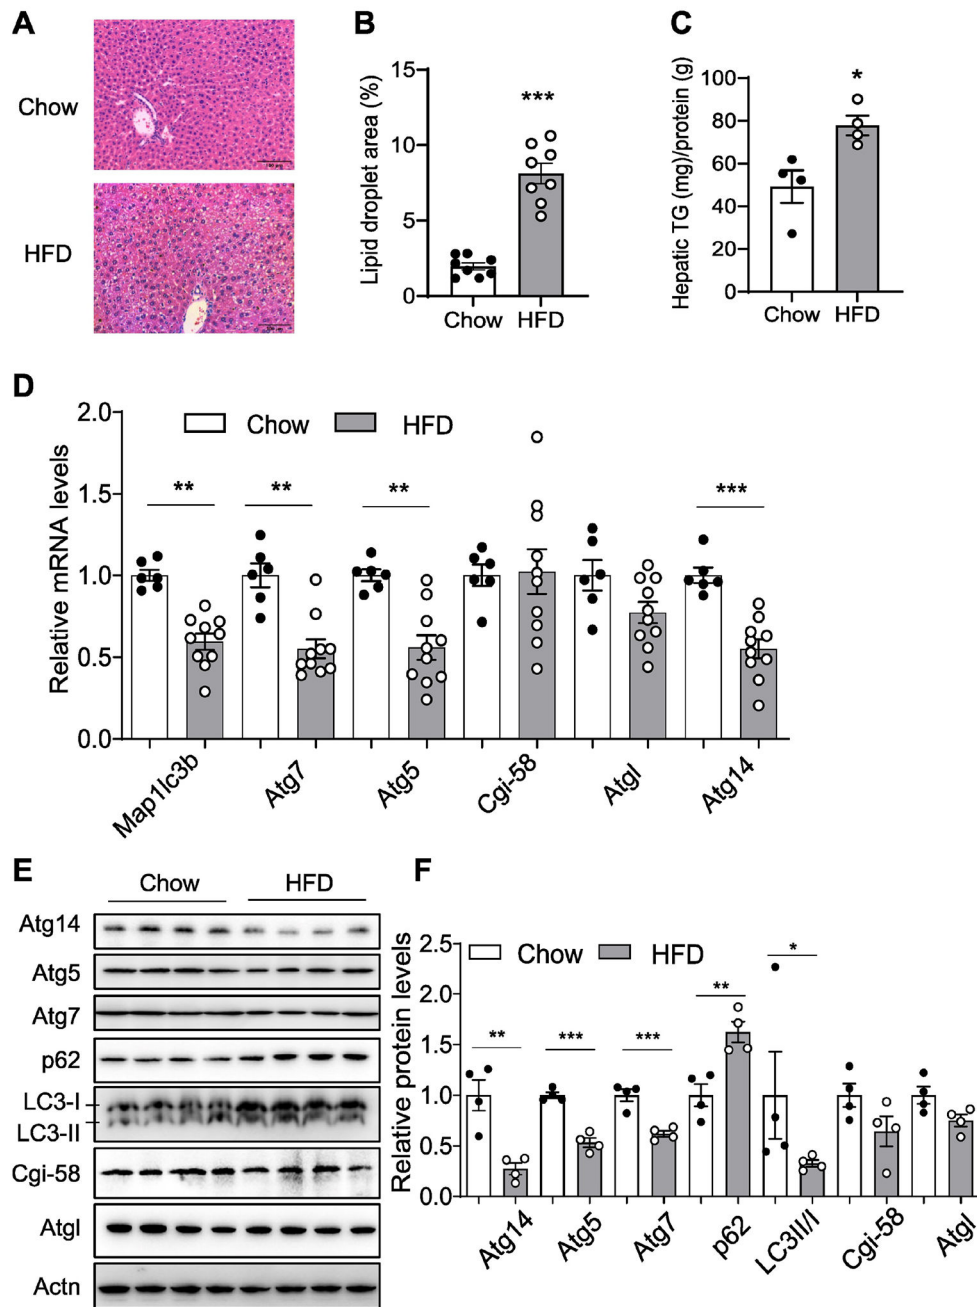 A
Chow
HFD
B
Lipid droplet area (%)
15
10
5
0
***
Chow
HFD
C
Hepatic TG (mg)/protein (g)
100
80
60
40
20
0
*
Chow
HFD
D
Relative mRNA levels
2.0
1.5
1.0
0.5
0.0
Chow
HFD
**
**
**
***
Map1lc3b
Atg7
Atg5
Cgi-58
Atgl
Atg14
E
Chow
HFD
Atg14
Atg5
Atg7
p62
LC3-I
LC3-II
Cgi-58
Atgl
Actn
F
Relative protein levels
2.5
2.0
1.5
1.0
0.5
0.0
Chow
HFD
**
***
***
**
*
Atg14
Atg5
Atg7
p62
LC3II/I
Cgi-58
Atgl